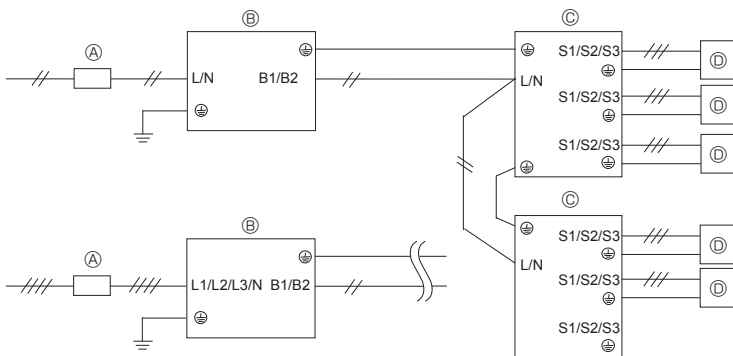 Ⓑ
Ⓒ
Ⓐ
L/N
B1/B2
L/N
S1/S2/S3
Ⓓ
S1/S2/S3
Ⓓ
S1/S2/S3
Ⓓ
Ⓑ
Ⓒ
Ⓐ
L1/L2/L3/N B1/B2
L/N
S1/S2/S3
Ⓓ
S1/S2/S3
Ⓓ
S1/S2/S3